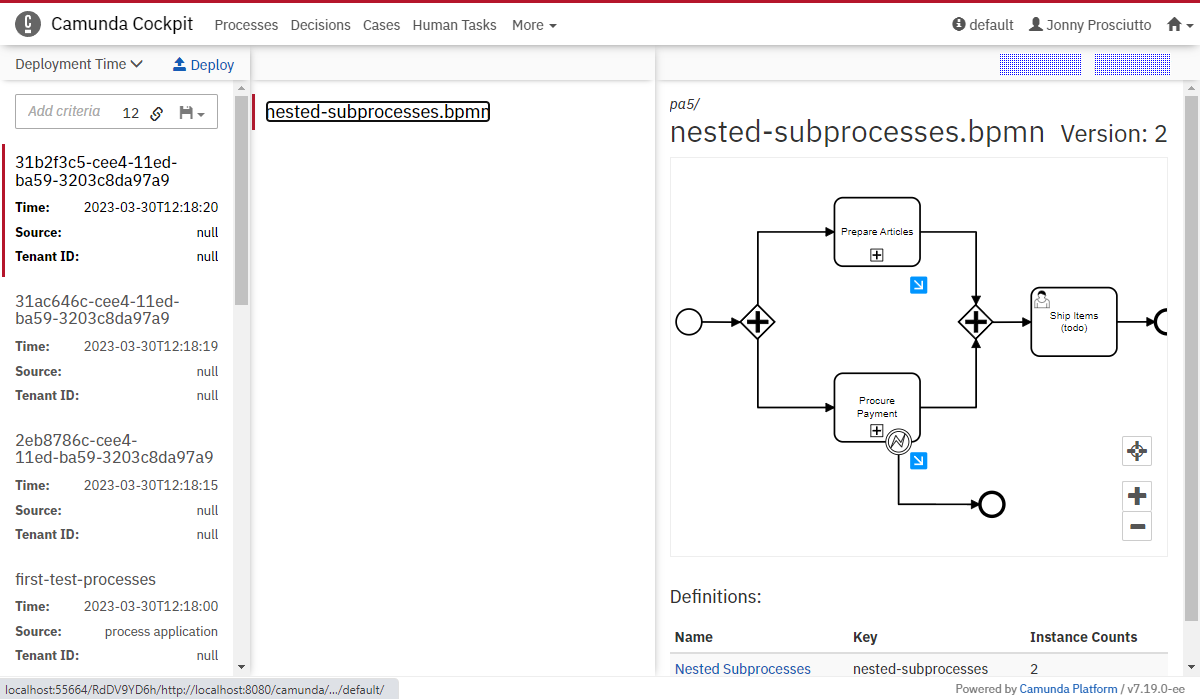 Camunda Cockpit Processes Decisions Cases Human Tasks More default Jonny Prosciutto
Deployment Time Deploy
Add criteria 12
31b2f3c5-cee4-11ed-
ba59-3203c8da97a9
Time: 2023-03-30T12:18:20
Source: null
Tenant ID: null
31ac646c-cee4-11ed-
ba59-3203c8da97a9
Time: 2023-03-30T12:18:19
Source: null
Tenant ID: null
2eb8786c-cee4-
11ed-ba59-3203c8da97a9
Time: 2023-03-30T12:18:15
Source: null
Tenant ID: null
first-test-processes
Time: 2023-03-30T12:18:00
Source: process application
Tenant ID: null
nested-subprocesses.bpmn
pa5/
nested-subprocesses.bpmn Version: 2
Prepare Articles
Ship Items
(todo)
Procure
Payment
Definitions:
Name Key Instance Counts
Nested Subprocesses nested-subprocesses 2
localhost:55664/RdDV9YD6h/http://localhost:8080/camunda/.../default/
Powered by Camunda Platform / v7.19.0-ee